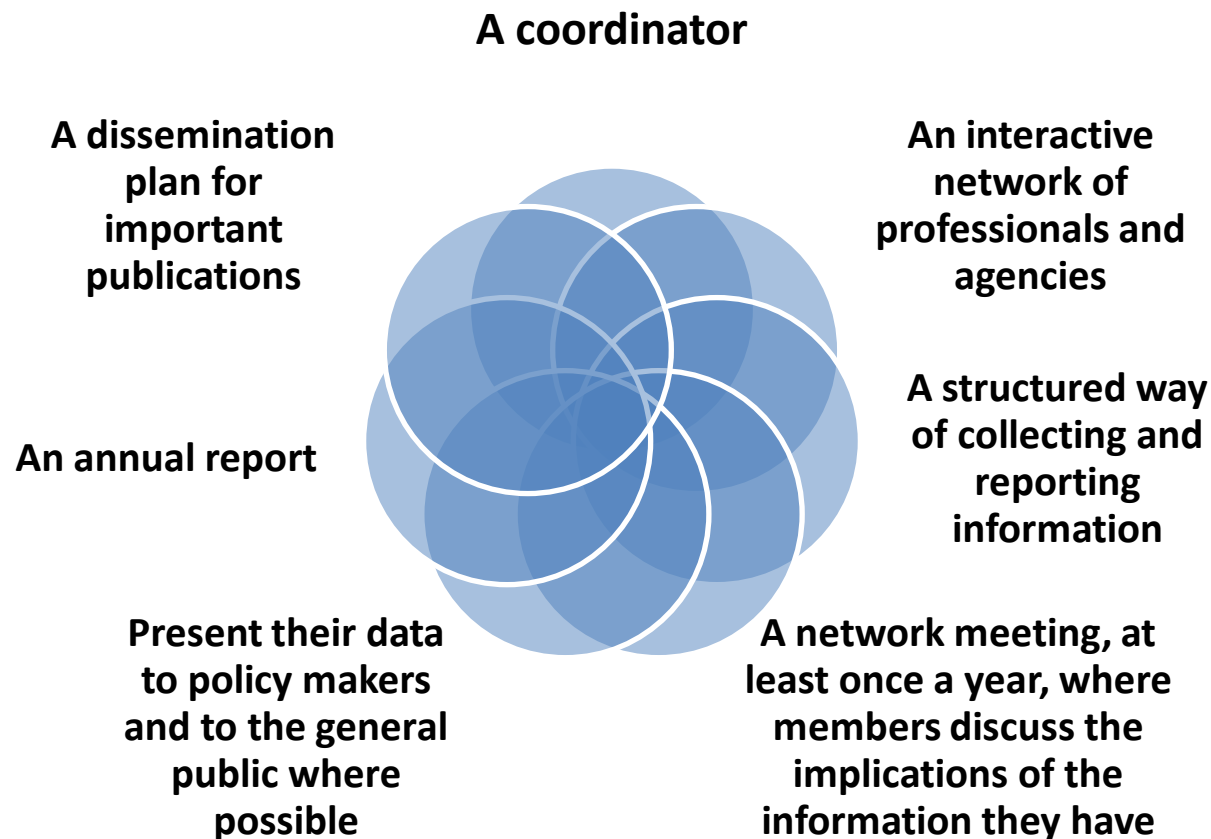 A coordinator
An interactive
network of
professionals and
agencies
A structured way
of collecting and
reporting
information
A network meeting, at
least once a year, where
members discuss the
implications of the
information they have
Present their data
to policy makers
and to the general
public where
possible
An annual report
A dissemination
plan for
important
publications